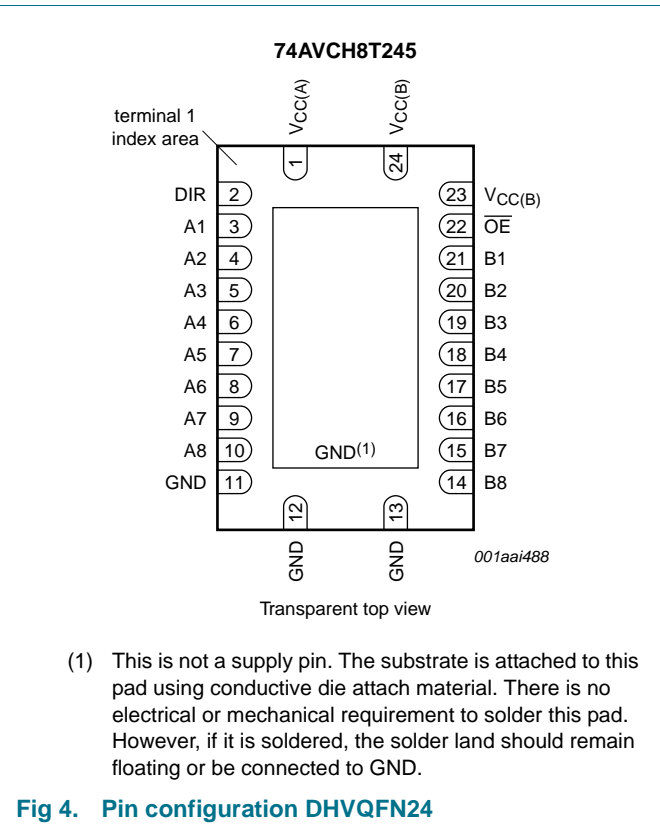 74AVCH8T245
VCC(A)
VCC(B)
terminal 1
index area
1
24
DIR 2
23 VCC(B)
A1 3
22 O̅E̅
A2 4
21 B1
A3 5
20 B2
A4 6
19 B3
A5 7
18 B4
A6 8
17 B5
A7 9
16 B6
A8 10
15 B7
GND 11
14 B8
GND(1)
12
13
GND
GND
001aai488
Transparent top view
(1) This is not a supply pin. The substrate is attached to this
pad using conductive die attach material. There is no
electrical or mechanical requirement to solder this pad.
However, if it is soldered, the solder land should remain
floating or be connected to GND.
Fig 4. Pin configuration DHVQFN24